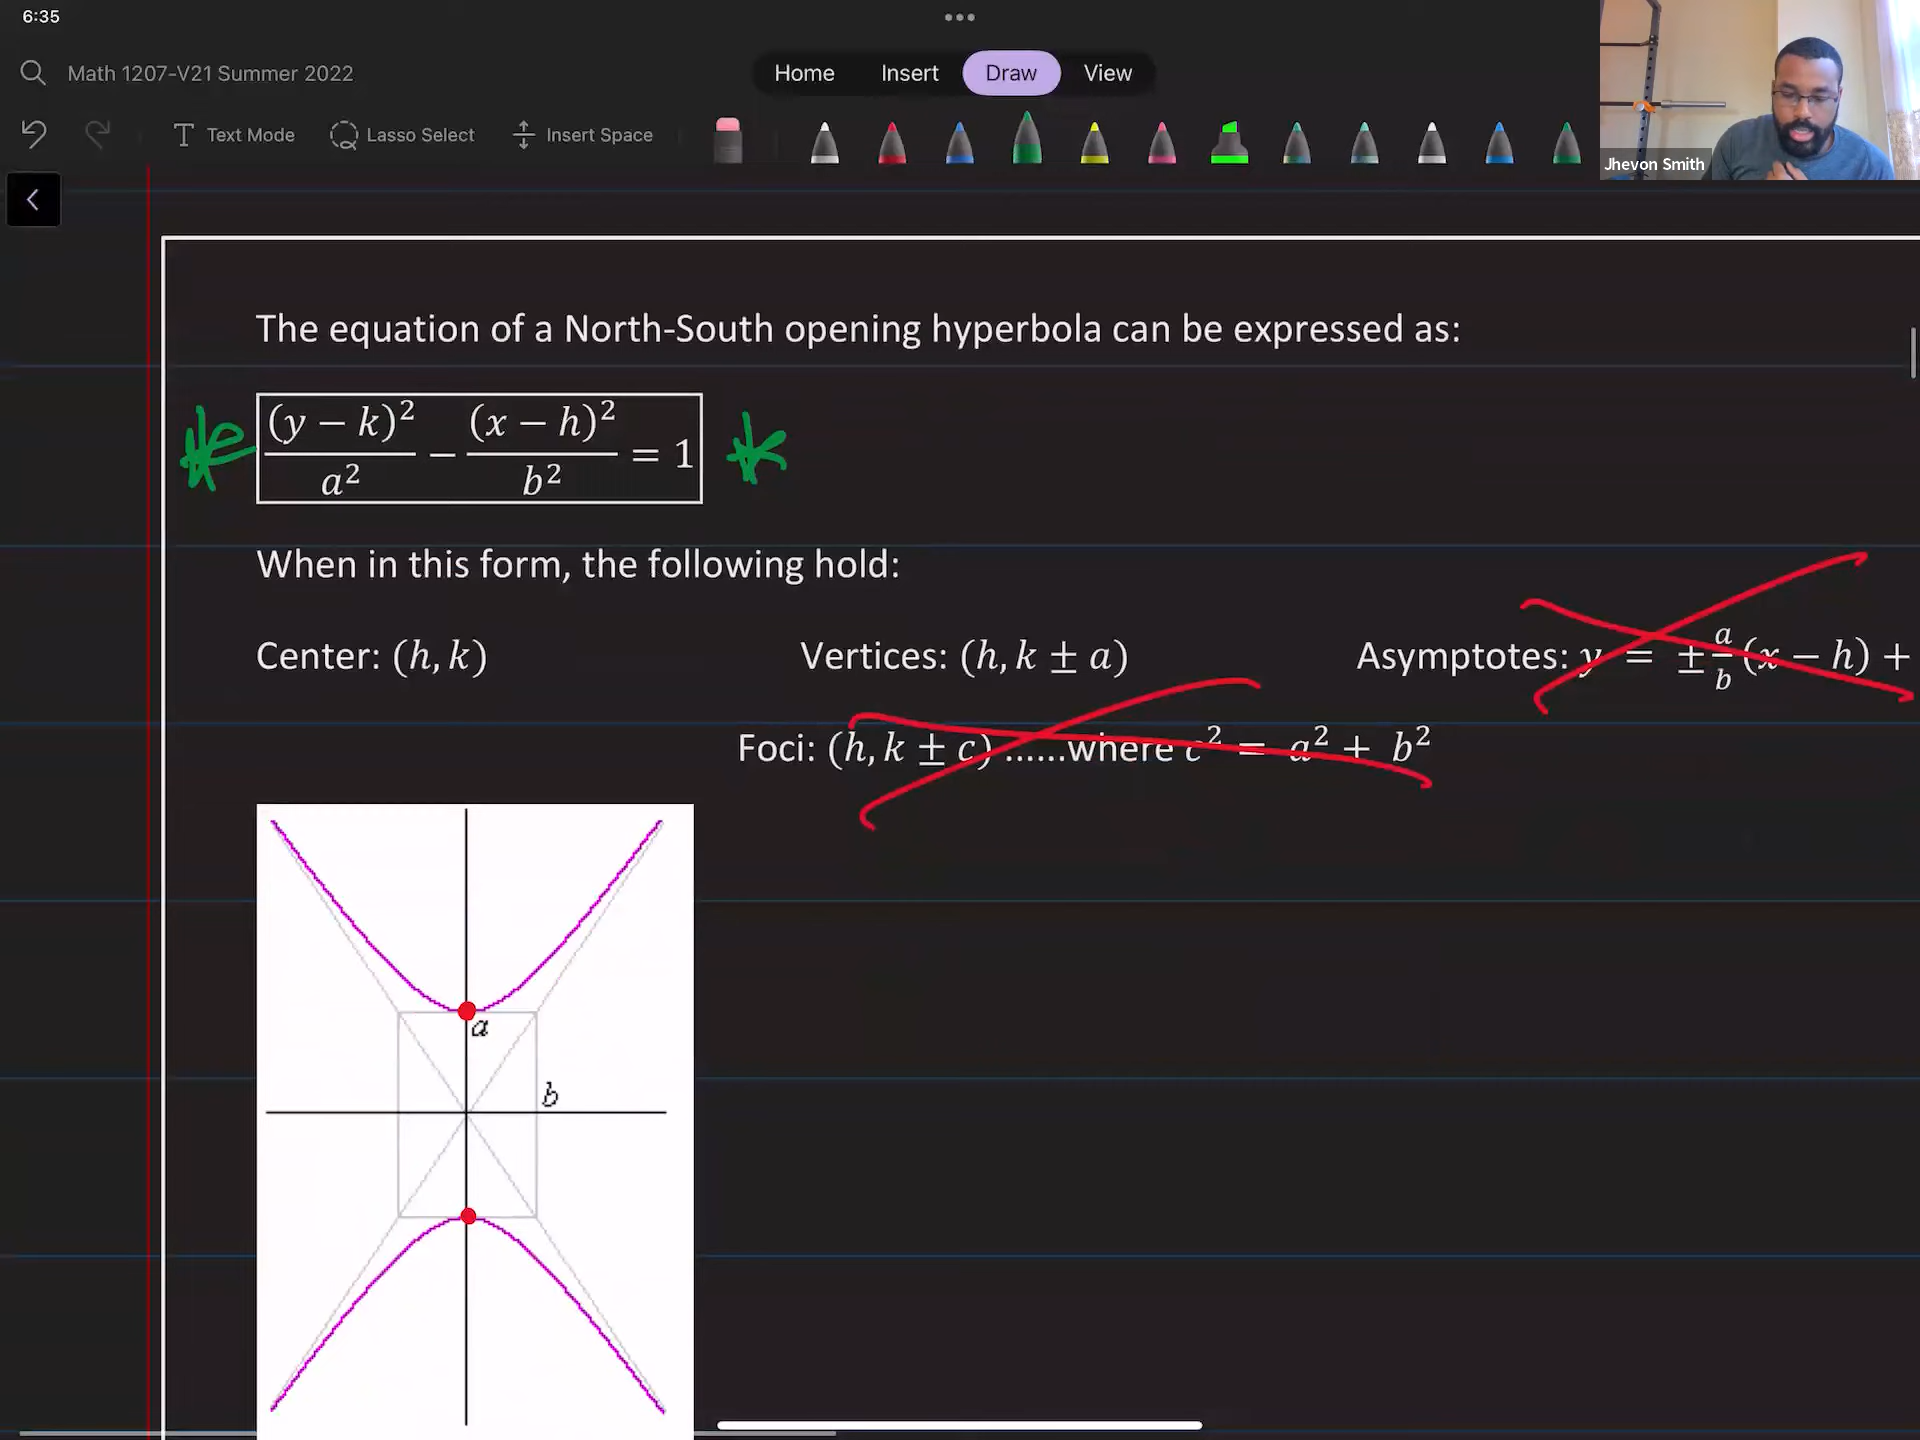 6:35
Math 1207-V21 Summer 2022
Home Insert Draw View
Text Mode Lasso Select Insert Space
Jhevon Smith
The equation of a North-South opening hyperbola can be expressed as:
(y − k)²/a² − (x − h)²/b² = 1
When in this form, the following hold:
Center: (h, k) Vertices: (h, k ± a) Asymptotes: y = ± a/b (x − h) +
Foci: (h, k ± c) ......where c² = a² + b²
a
b